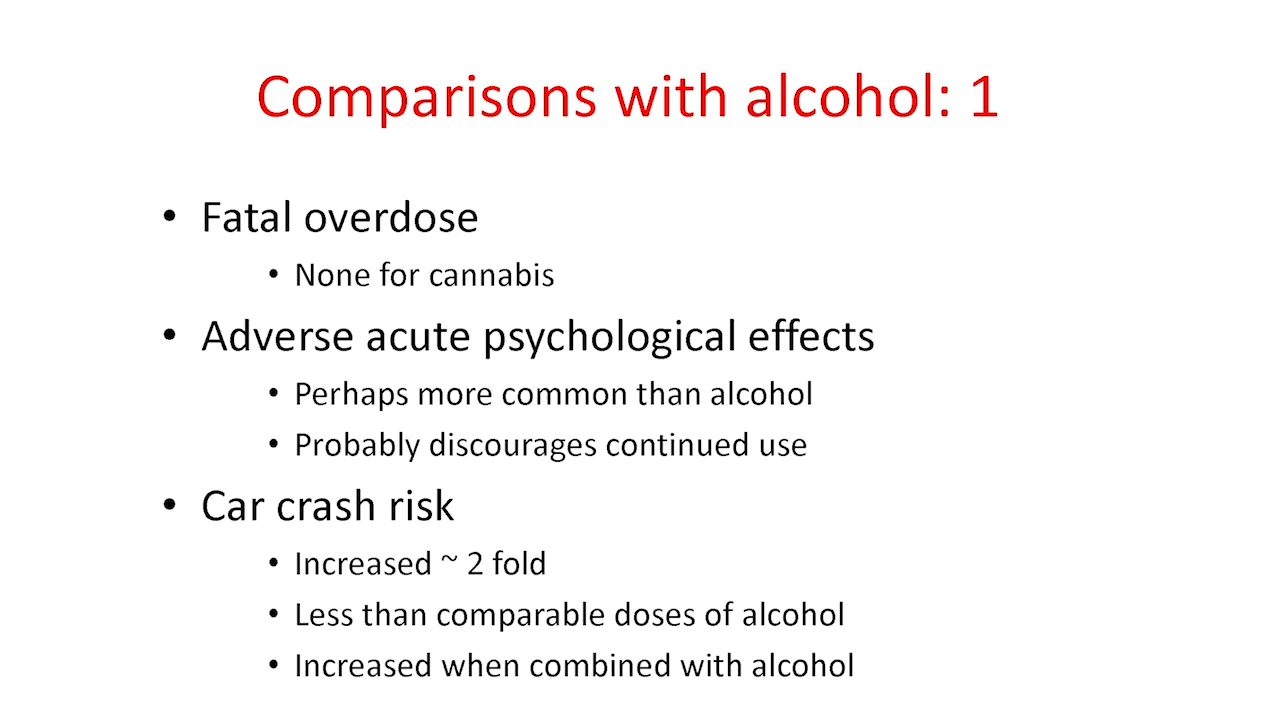 Comparisons with alcohol: 1
• Fatal overdose
• None for cannabis
• Adverse acute psychological effects
• Perhaps more common than alcohol
• Probably discourages continued use
• Car crash risk
• Increased ~ 2 fold
• Less than comparable doses of alcohol
• Increased when combined with alcohol